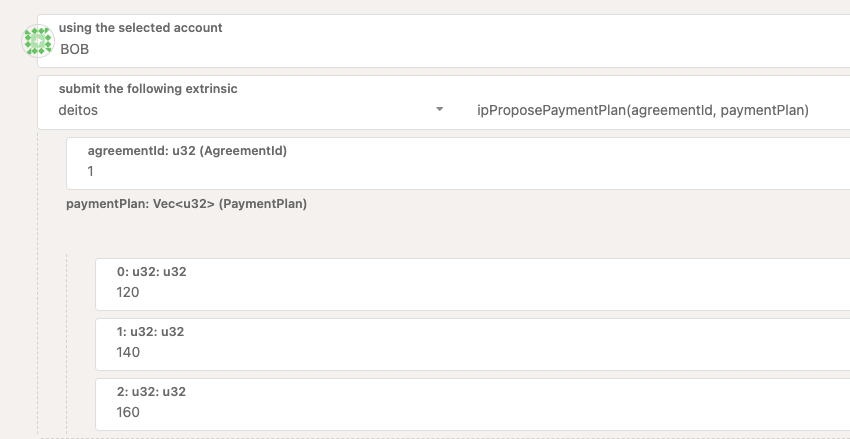 using the selected account
BOB
submit the following extrinsic
deitos ipProposePaymentPlan(agreementId, paymentPlan)
agreementId: u32 (AgreementId)
1
paymentPlan: Vec<u32> (PaymentPlan)
0: u32: u32
120
1: u32: u32
140
2: u32: u32
160